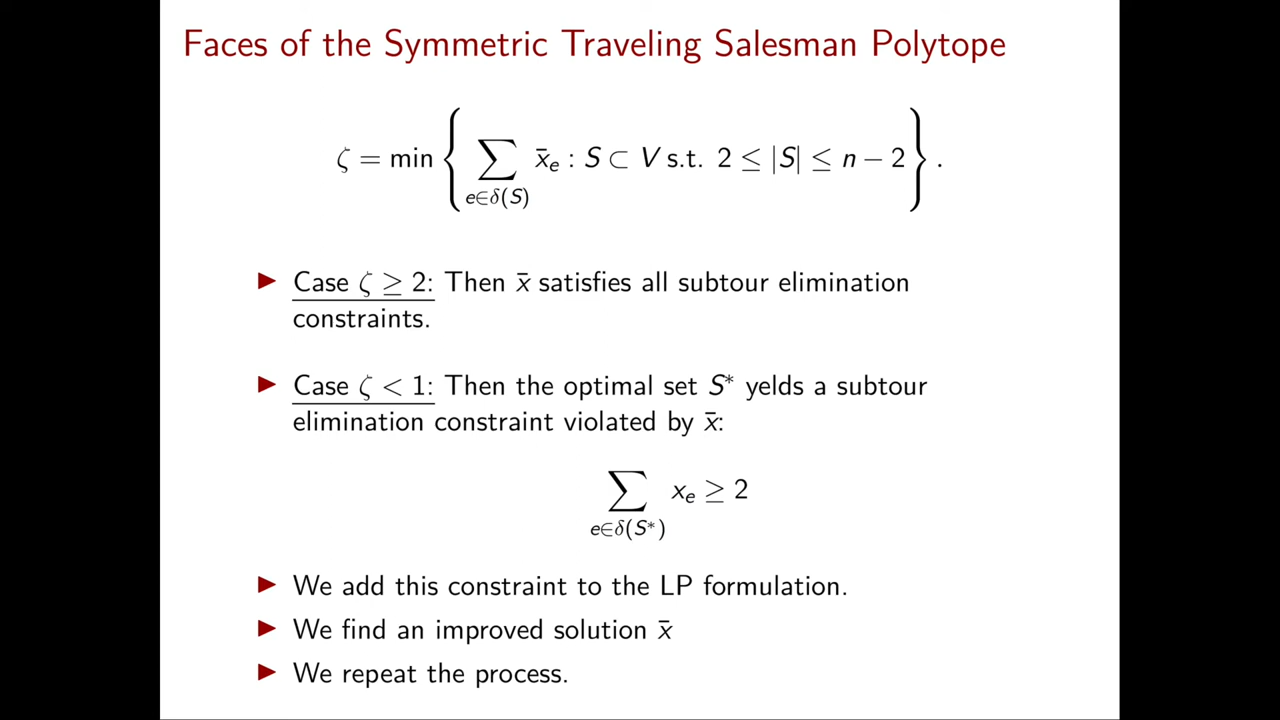 Faces of the Symmetric Traveling Salesman Polytope
ζ = min { ∑_{e∈δ(S)} x̄_e : S ⊂ V s.t. 2 ≤ |S| ≤ n − 2 } .
▶ Case ζ ≥ 2: Then x̄ satisfies all subtour elimination
constraints.
▶ Case ζ < 1: Then the optimal set S* yields a subtour
elimination constraint violated by x̄:
∑_{e∈δ(S*)} x_e ≥ 2
▶ We add this constraint to the LP formulation.
▶ We find an improved solution x̄
▶ We repeat the process.